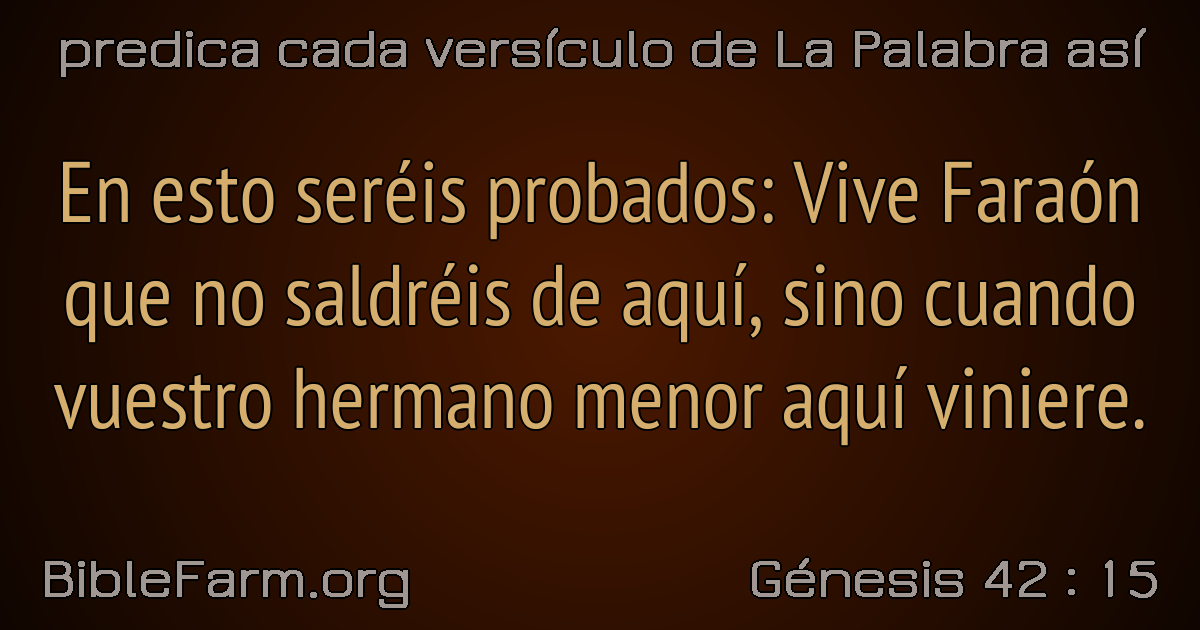 predica cada versículo de La Palabra así
En esto seréis probados: Vive Faraón
que no saldréis de aquí, sino cuando
vuestro hermano menor aquí viniere.
BibleFarm.org
Génesis 42 : 15